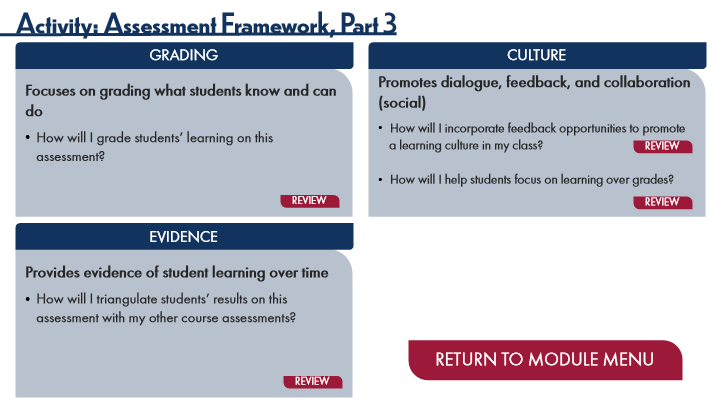 Activity: Assessment Framework, Part 3
GRADING
Focuses on grading what students know and can
do
• How will I grade students' learning on this
assessment?
REVIEW
CULTURE
Promotes dialogue, feedback, and collaboration
(social)
• How will I incorporate feedback opportunities to promote
a learning culture in my class?
REVIEW
• How will I help students focus on learning over grades?
REVIEW
EVIDENCE
Provides evidence of student learning over time
• How will I triangulate students' results on this
assessment with my other course assessments?
REVIEW
RETURN TO MODULE MENU